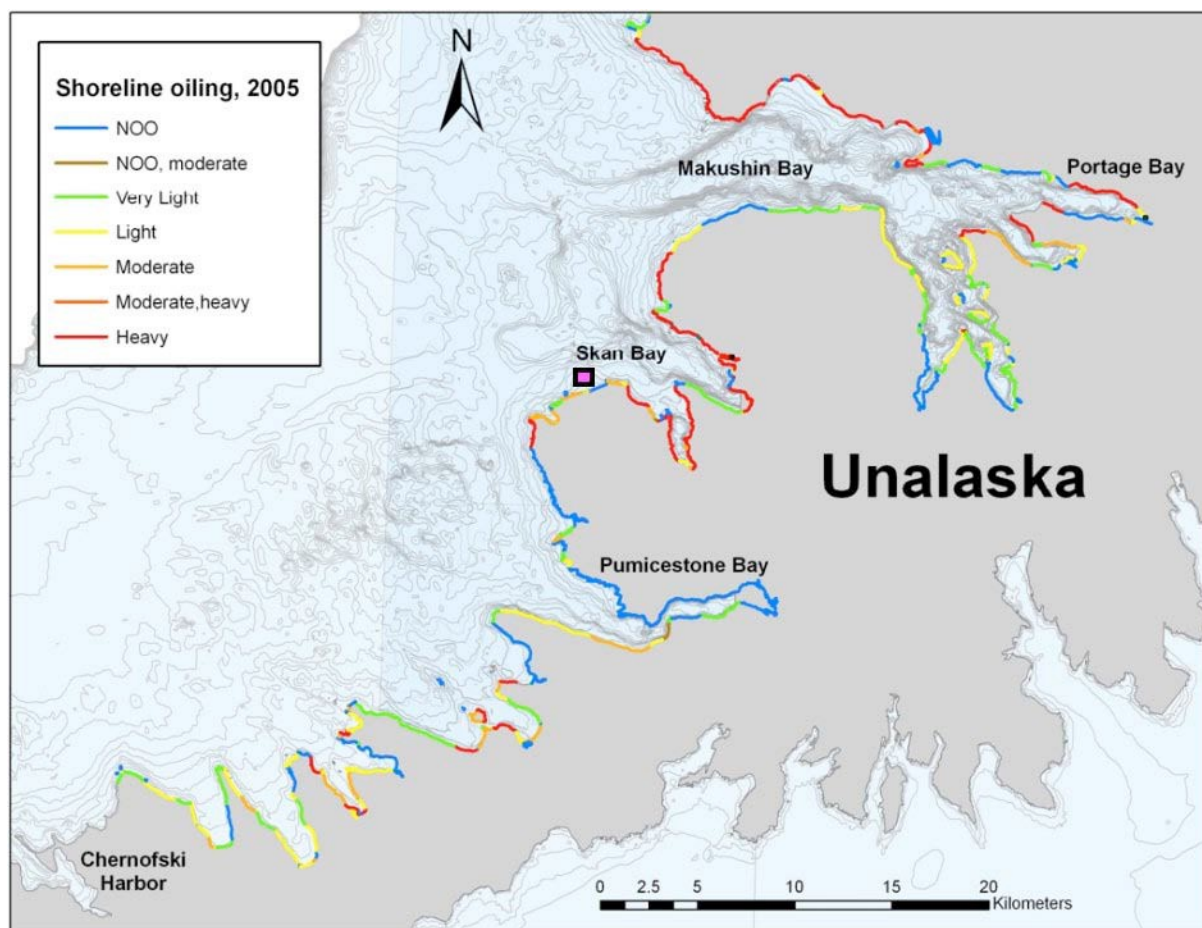 Shoreline oiling, 2005
NOO
NOO, moderate
Very Light
Light
Moderate
Moderate,heavy
Heavy
N
Makushin Bay
Portage Bay
Skan Bay
Unalaska
Pumicestone Bay
Chernofski
Harbor
0 2.5 5 10 15 20
Kilometers